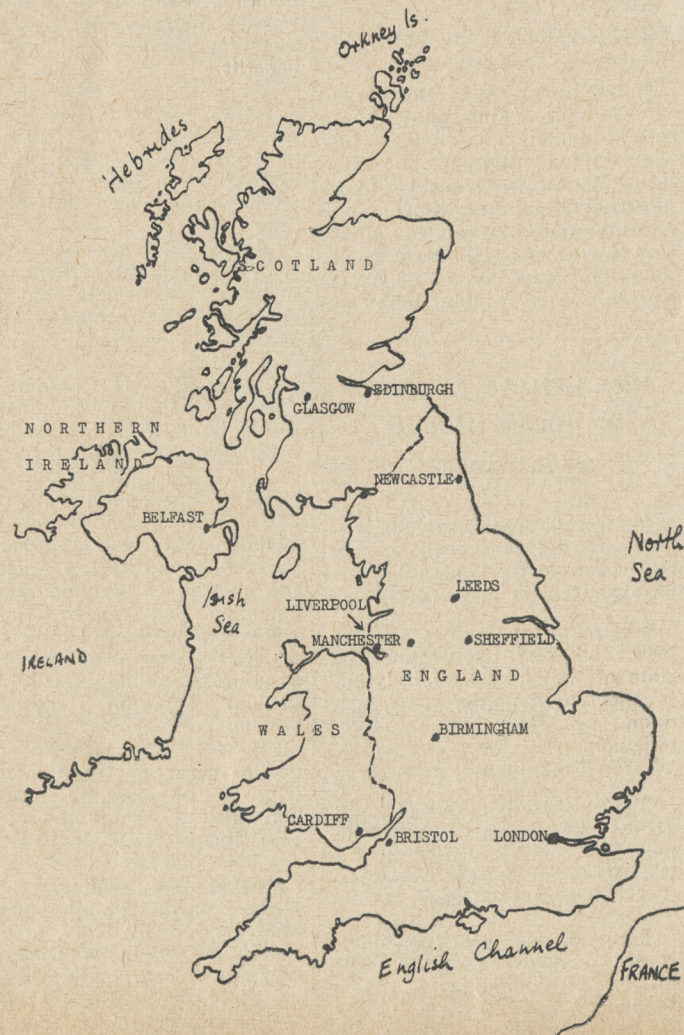 Orkney Is.
Hebrides
SCOTLAND
EDINBURGH
GLASGOW
NORTHERN
IRELAND
NEWCASTLE
BELFAST
North
Sea
LEEDS
Irish
Sea
LIVERPOOL
MANCHESTER
SHEFFIELD
IRELAND
ENGLAND
WALES
BIRMINGHAM
CARDIFF
BRISTOL
LONDON
English Channel
FRANCE